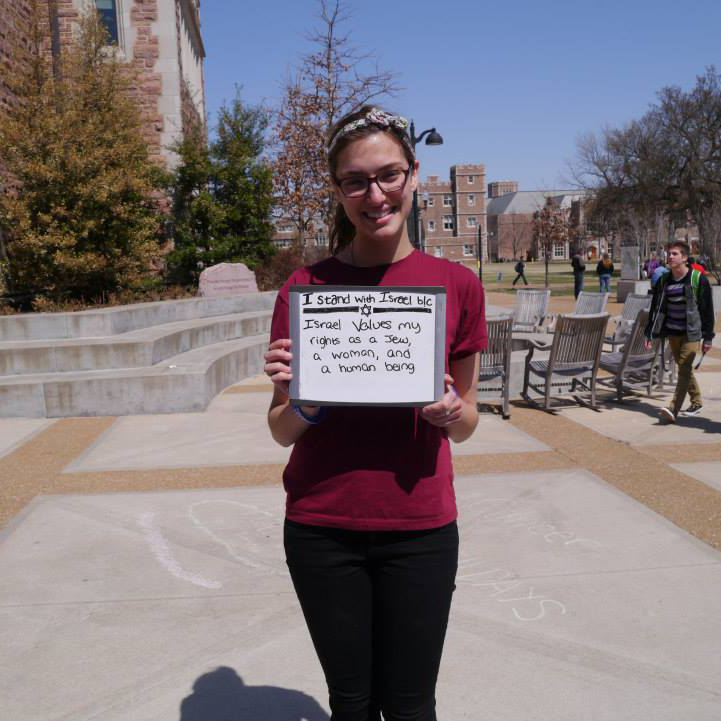 I stand with Israel b/c
Israel Values my
rights as a Jew,
a woman, and
a human being